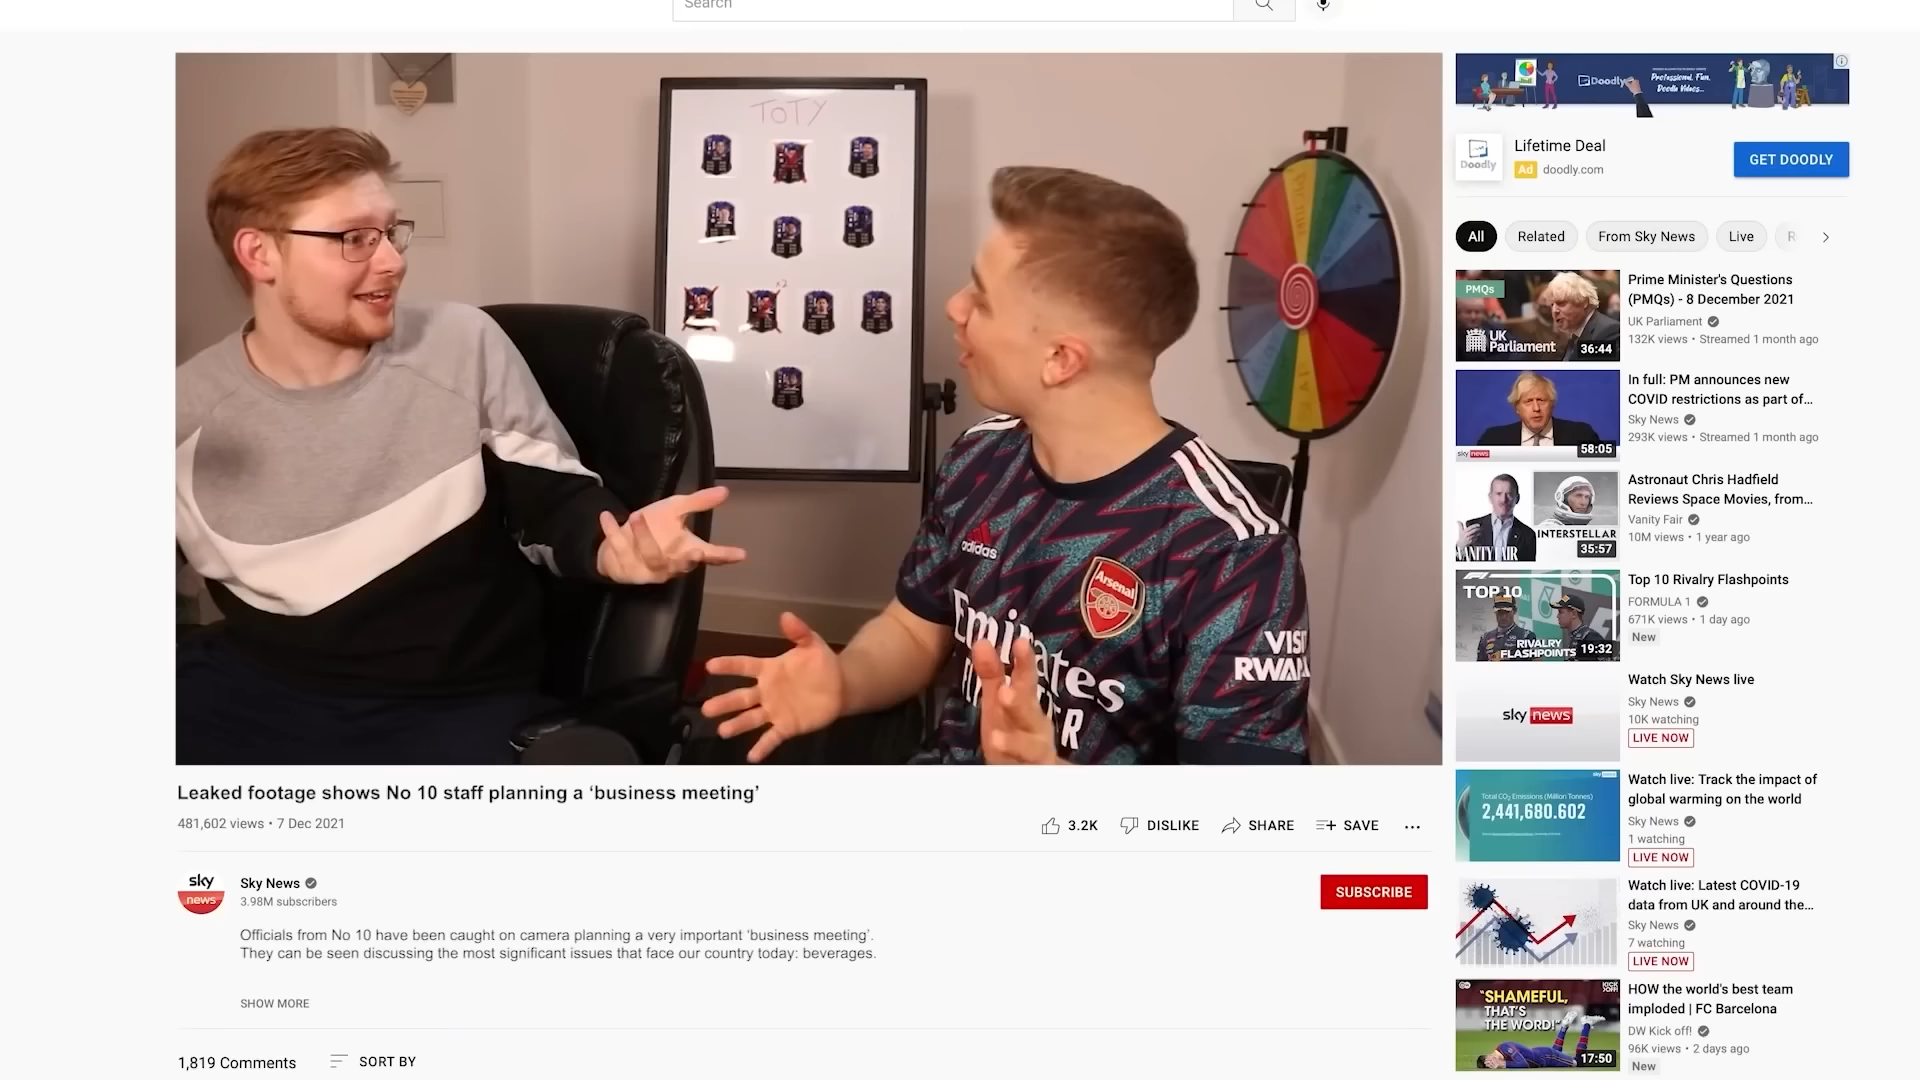 Search
TOTY
x2
adidas
Arsenal
Emirates
VISIT
Leaked footage shows No 10 staff planning a ‘business meeting’
481,602 views • 7 Dec 2021
3.2K
DISLIKE
SHARE
SAVE
sky
news
Sky News
3.98M subscribers
SUBSCRIBE
Officials from No 10 have been caught on camera planning a very important ‘business meeting’.
They can be seen discussing the most significant issues that face our country today: beverages.
SHOW MORE
1,819 Comments
SORT BY
Doodly
Professional, Fun,
Doodle Videos...
Doodly
Lifetime Deal
Ad doodly.com
GET DOODLY
All
Related
From Sky News
Live
R
PMQs
UK
Parliament
36:44
Prime Minister's Questions
(PMQs) - 8 December 2021
UK Parliament
132K views • Streamed 1 month ago
sky news
58:05
In full: PM announces new
COVID restrictions as part of...
Sky News
293K views • Streamed 1 month ago
VANITY FAIR
INTERSTELLAR
35:57
Astronaut Chris Hadfield
Reviews Space Movies, from...
Vanity Fair
10M views • 1 year ago
TOP 10
RIVALRY
FLASHPOINTS
19:32
Top 10 Rivalry Flashpoints
FORMULA 1
671K views • 1 day ago
New
sky news
Watch Sky News live
Sky News
10K watching
LIVE NOW
Total CO2 Emissions (Million Tonnes)
2,441,680.602
Watch live: Track the impact of
global warming on the world
Sky News
1 watching
LIVE NOW
Watch live: Latest COVID-19
data from UK and around the...
Sky News
7 watching
LIVE NOW
KICK
OFF!
"SHAMEFUL,
THAT'S
THE WORD!"
17:50
HOW the world's best team
imploded | FC Barcelona
DW Kick off!
96K views • 2 days ago
New